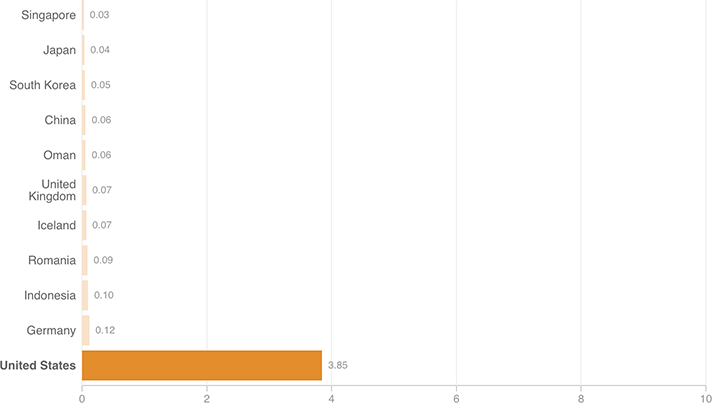 Singapore 0.03
Japan 0.04
South Korea 0.05
China 0.06
Oman 0.06
United
Kingdom 0.07
Iceland 0.07
Romania 0.09
Indonesia 0.10
Germany 0.12
United States 3.85
0 2 4 6 8 10